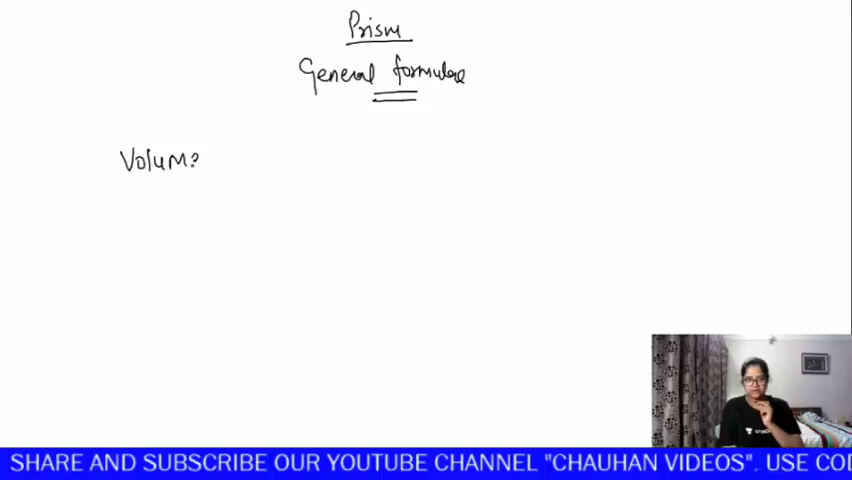 Prism
General formulae
Volume
SHARE AND SUBSCRIBE OUR YOUTUBE CHANNEL "CHAUHAN VIDEOS". USE COD